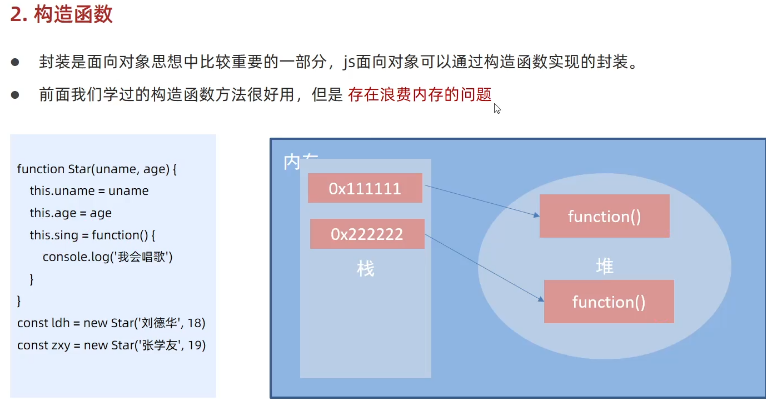 2. 构造函数
封装是面向对象思想中比较重要的一部分，js面向对象可以通过构造函数实现的封装。
前面我们学过的构造函数方法很好用，但是 存在浪费内存的问题
function Star(uname, age) {
this.uname = uname
this.age = age
this.sing = function() {
console.log('我会唱歌')
}
}
const ldh = new Star('刘德华', 18)
const zxy = new Star('张学友', 19)
内存
0x111111
0x222222
栈
function()
堆
function()